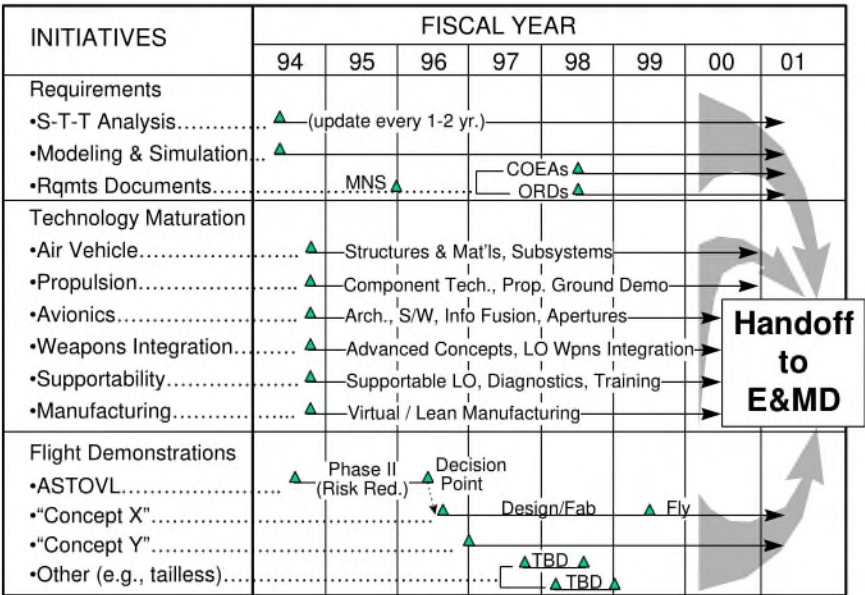 INITIATIVES
FISCAL YEAR
94 95 96 97 98 99 00 01
Requirements
•S-T-T Analysis.............. (update every 1-2 yr.)
•Modeling & Simulation...
•Rqmts Documents.................... MNS ............ COEAs
ORDs
Technology Maturation
•Air Vehicle........................ Structures & Mat'ls, Subsystems
•Propulsion........................ Component Tech., Prop. Ground Demo
•Avionics........................... Arch., S/W, Info Fusion, Apertures
•Weapons Integration......... Advanced Concepts, LO Wpns Integration
•Supportability................... Supportable LO, Diagnostics, Training
•Manufacturing.................. Virtual / Lean Manufacturing
Handoff
to
E&MD
Flight Demonstrations
•ASTOVL........................ Phase II
(Risk Red.)
Decision
Point
•“Concept X”........................................ Design/Fab Fly
•“Concept Y”........................................
•Other (e.g., tailless)........................................ TBD
TBD